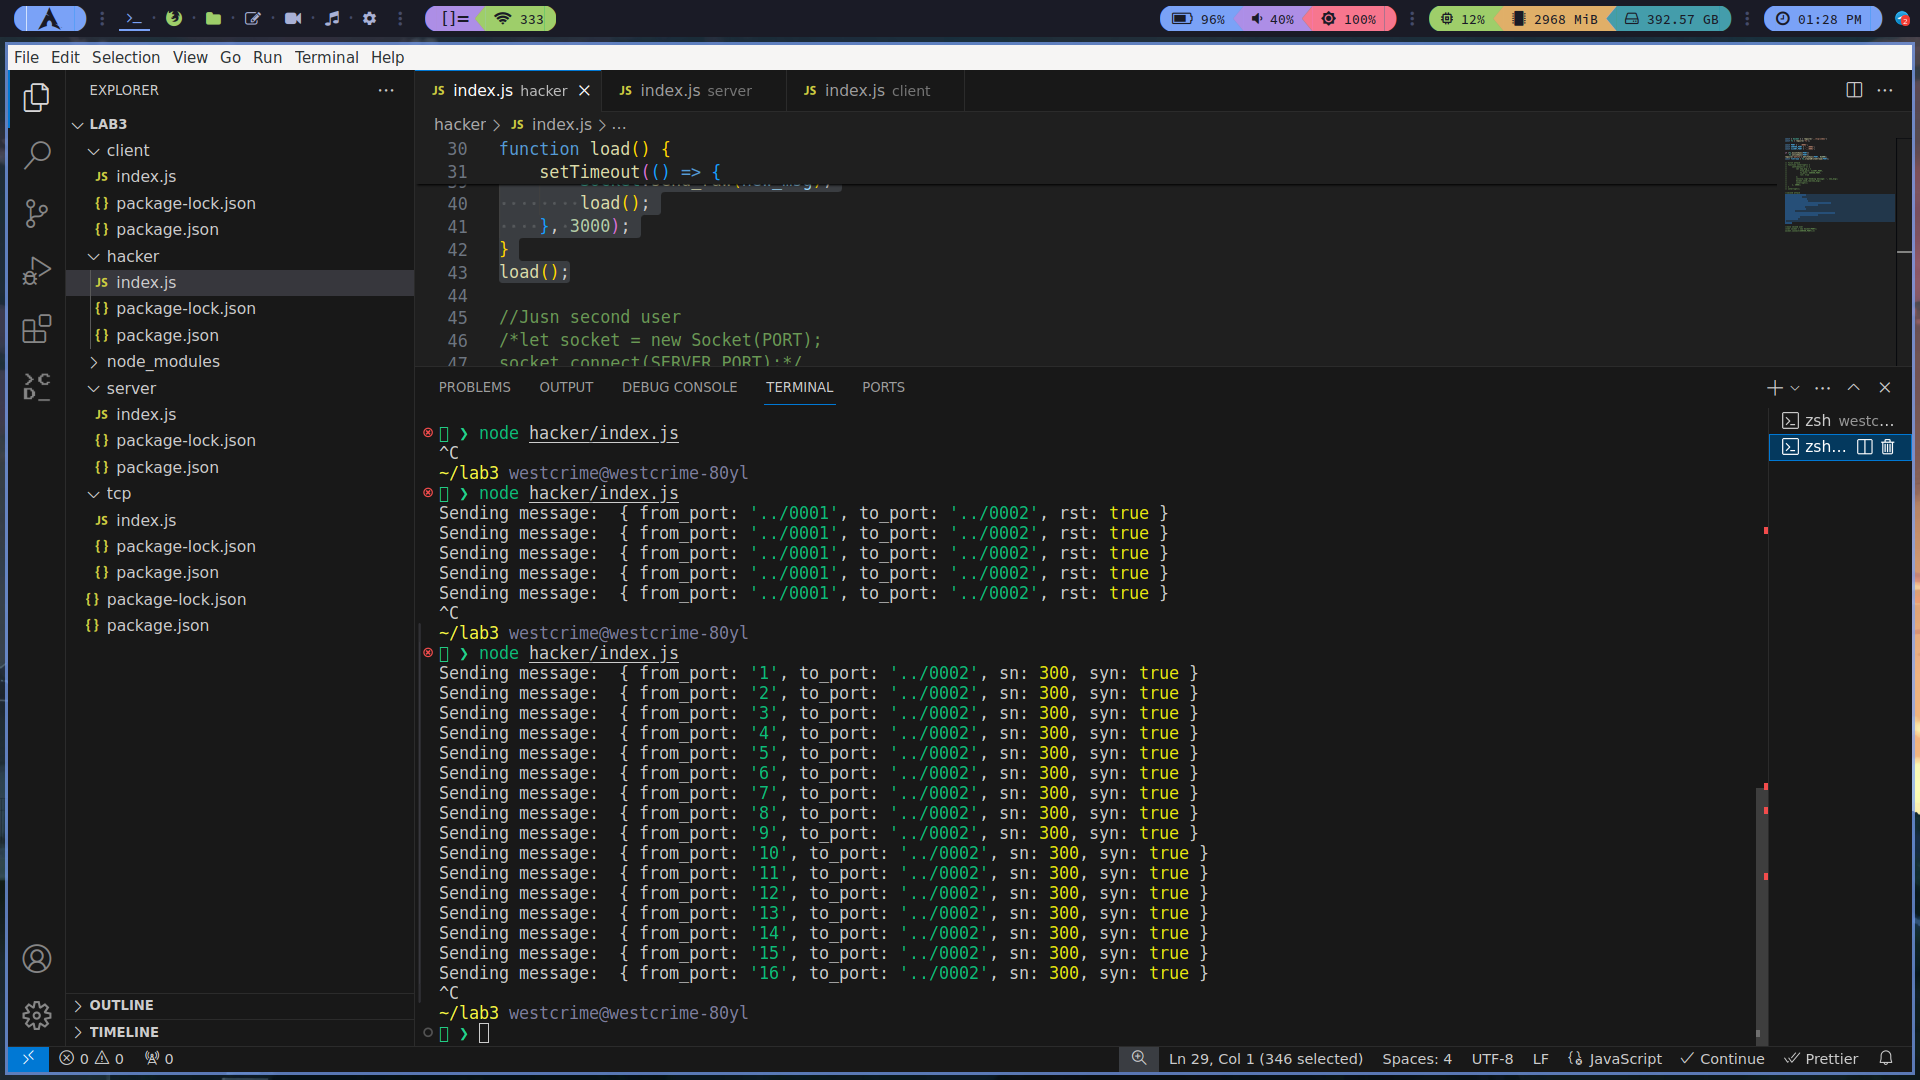 []= 333 96% 40% 100% 12% 2968 MiB 392.57 GB 01:28 PM 2
File Edit Selection View Go Run Terminal Help
EXPLORER
LAB3
client
JS index.js
{} package-lock.json
{} package.json
hacker
JS index.js
{} package-lock.json
{} package.json
node_modules
server
JS index.js
{} package-lock.json
{} package.json
tcp
JS index.js
{} package-lock.json
{} package.json
{} package-lock.json
{} package.json
OUTLINE
TIMELINE
JS index.js hacker
JS index.js server
JS index.js client
hacker > JS index.js > ...
30 function load() {
31 setTimeout(() => {
40 load();
41 }, 3000);
42 }
43 load();
44
45 //Jusn second user
46 /*let socket = new Socket(PORT);
47 socket.connect(SERVER_PORT);*/
PROBLEMS OUTPUT DEBUG CONSOLE TERMINAL PORTS
zsh westc...
zsh...
❯ node hacker/index.js
^C
~/lab3 westcrime@westcrime-80yl
❯ node hacker/index.js
Sending message:  { from_port: '../0001', to_port: '../0002', rst: true }
Sending message:  { from_port: '../0001', to_port: '../0002', rst: true }
Sending message:  { from_port: '../0001', to_port: '../0002', rst: true }
Sending message:  { from_port: '../0001', to_port: '../0002', rst: true }
Sending message:  { from_port: '../0001', to_port: '../0002', rst: true }
^C
~/lab3 westcrime@westcrime-80yl
❯ node hacker/index.js
Sending message:  { from_port: '1', to_port: '../0002', sn: 300, syn: true }
Sending message:  { from_port: '2', to_port: '../0002', sn: 300, syn: true }
Sending message:  { from_port: '3', to_port: '../0002', sn: 300, syn: true }
Sending message:  { from_port: '4', to_port: '../0002', sn: 300, syn: true }
Sending message:  { from_port: '5', to_port: '../0002', sn: 300, syn: true }
Sending message:  { from_port: '6', to_port: '../0002', sn: 300, syn: true }
Sending message:  { from_port: '7', to_port: '../0002', sn: 300, syn: true }
Sending message:  { from_port: '8', to_port: '../0002', sn: 300, syn: true }
Sending message:  { from_port: '9', to_port: '../0002', sn: 300, syn: true }
Sending message:  { from_port: '10', to_port: '../0002', sn: 300, syn: true }
Sending message:  { from_port: '11', to_port: '../0002', sn: 300, syn: true }
Sending message:  { from_port: '12', to_port: '../0002', sn: 300, syn: true }
Sending message:  { from_port: '13', to_port: '../0002', sn: 300, syn: true }
Sending message:  { from_port: '14', to_port: '../0002', sn: 300, syn: true }
Sending message:  { from_port: '15', to_port: '../0002', sn: 300, syn: true }
Sending message:  { from_port: '16', to_port: '../0002', sn: 300, syn: true }
^C
~/lab3 westcrime@westcrime-80yl
❯
0 0 0 Ln 29, Col 1 (346 selected) Spaces: 4 UTF-8 LF JavaScript Continue Prettier